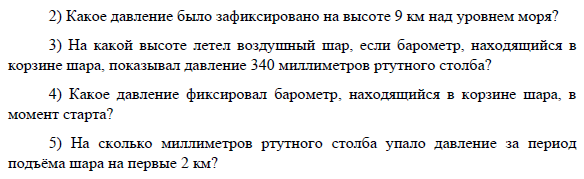 2) Какое давление было зафиксировано на высоте 9 км над уровнем моря?
3) На какой высоте летел воздушный шар, если барометр, находящийся в
корзине шара, показывал давление 340 миллиметров ртутного столба?
4) Какое давление фиксировал барометр, находящийся в корзине шара, в
момент старта?
5) На сколько миллиметров ртутного столба упало давление за период
подъёма шара на первые 2 км?